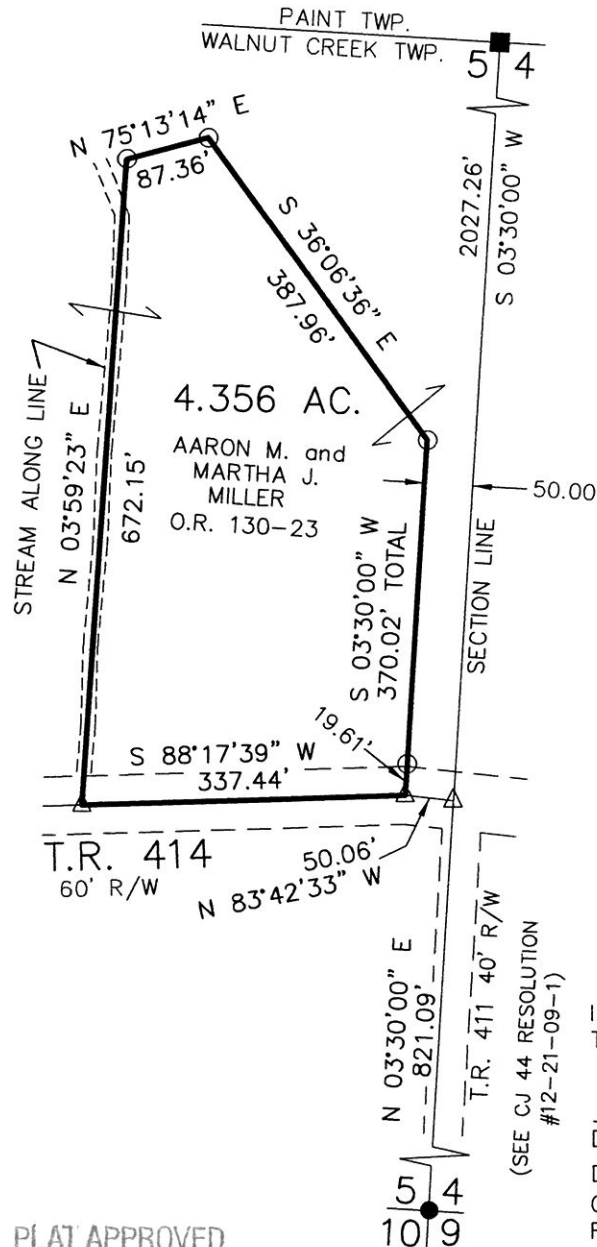 PAINT TWP.
WALNUT CREEK TWP.
5 4
N 75°13'14" E
87.36'
2027.26'
S 03°30'00" W
S 36°06'36" E
387.96'
STREAM ALONG LINE
N 03°59'23" E
672.15'
4.356 AC.
AARON M. and
MARTHA J.
MILLER
O.R. 130-23
50.00
S 03°30'00" W
370.02' TOTAL
SECTION LINE
19.61'
S 88°17'39" W
337.44'
T.R. 414
60' R/W
50.06'
N 83°42'33" W
N 03°30'00" E
821.09'
T.R. 411 40' R/W
(SEE CJ 44 RESOLUTION
#12-21-09-1)
5 4
10 9
PLAT APPROVED